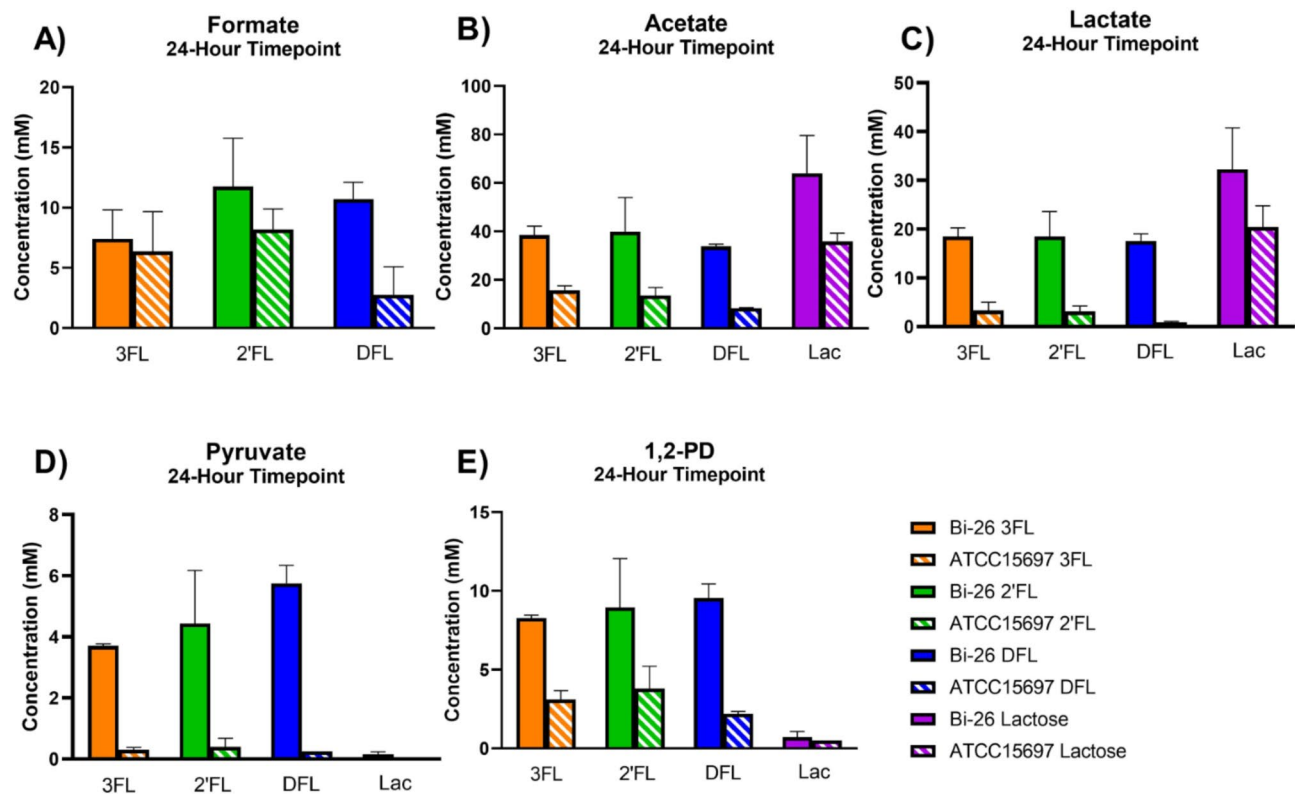 A)
Formate
24-Hour Timepoint
Concentration (mM)
20
15
10
5
0
3FL
2'FL
DFL
B)
Acetate
24-Hour Timepoint
Concentration (mM)
100
80
60
40
20
0
3FL
2'FL
DFL
Lac
C)
Lactate
24-Hour Timepoint
Concentration (mM)
50
40
30
20
10
0
3FL
2'FL
DFL
Lac
D)
Pyruvate
24-Hour Timepoint
Concentration (mM)
8
6
4
2
0
3FL
2'FL
DFL
Lac
E)
1,2-PD
24-Hour Timepoint
Concentration (mM)
15
10
5
0
3FL
2'FL
DFL
Lac
Bi-26 3FL
ATCC15697 3FL
Bi-26 2'FL
ATCC15697 2'FL
Bi-26 DFL
ATCC15697 DFL
Bi-26 Lactose
ATCC15697 Lactose